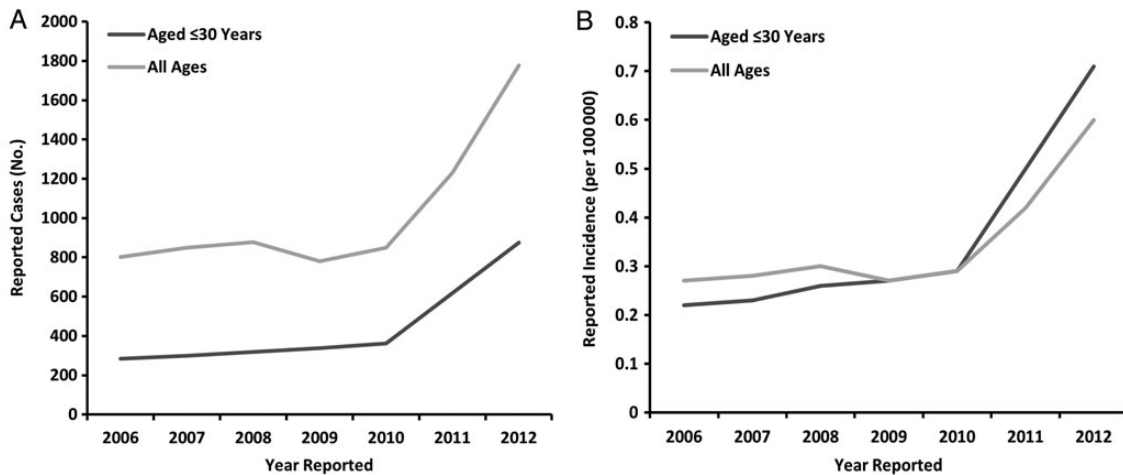 A
Reported Cases (No.)
2000
1800
1600
1400
1200
1000
800
600
400
200
0
Aged ≤30 Years
All Ages
2006 2007 2008 2009 2010 2011 2012
Year Reported
B
Reported Incidence (per 100 000)
0.8
0.7
0.6
0.5
0.4
0.3
0.2
0.1
0
Aged ≤30 Years
All Ages
2006 2007 2008 2009 2010 2011 2012
Year Reported